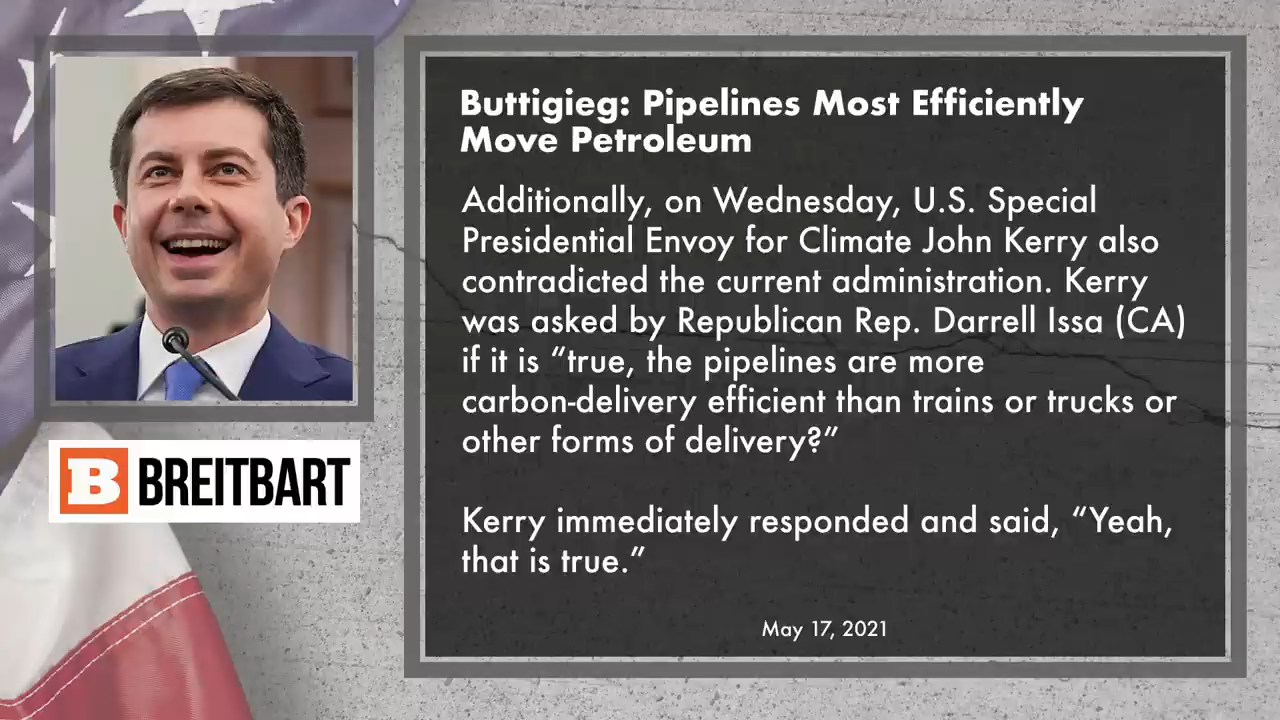 Buttigieg: Pipelines Most Efficiently
Move Petroleum
Additionally, on Wednesday, U.S. Special
Presidential Envoy for Climate John Kerry also
contradicted the current administration. Kerry
was asked by Republican Rep. Darrell Issa (CA)
if it is “true, the pipelines are more
carbon-delivery efficient than trains or trucks or
other forms of delivery?”
Kerry immediately responded and said, “Yeah,
that is true.”
May 17, 2021
B BREITBART